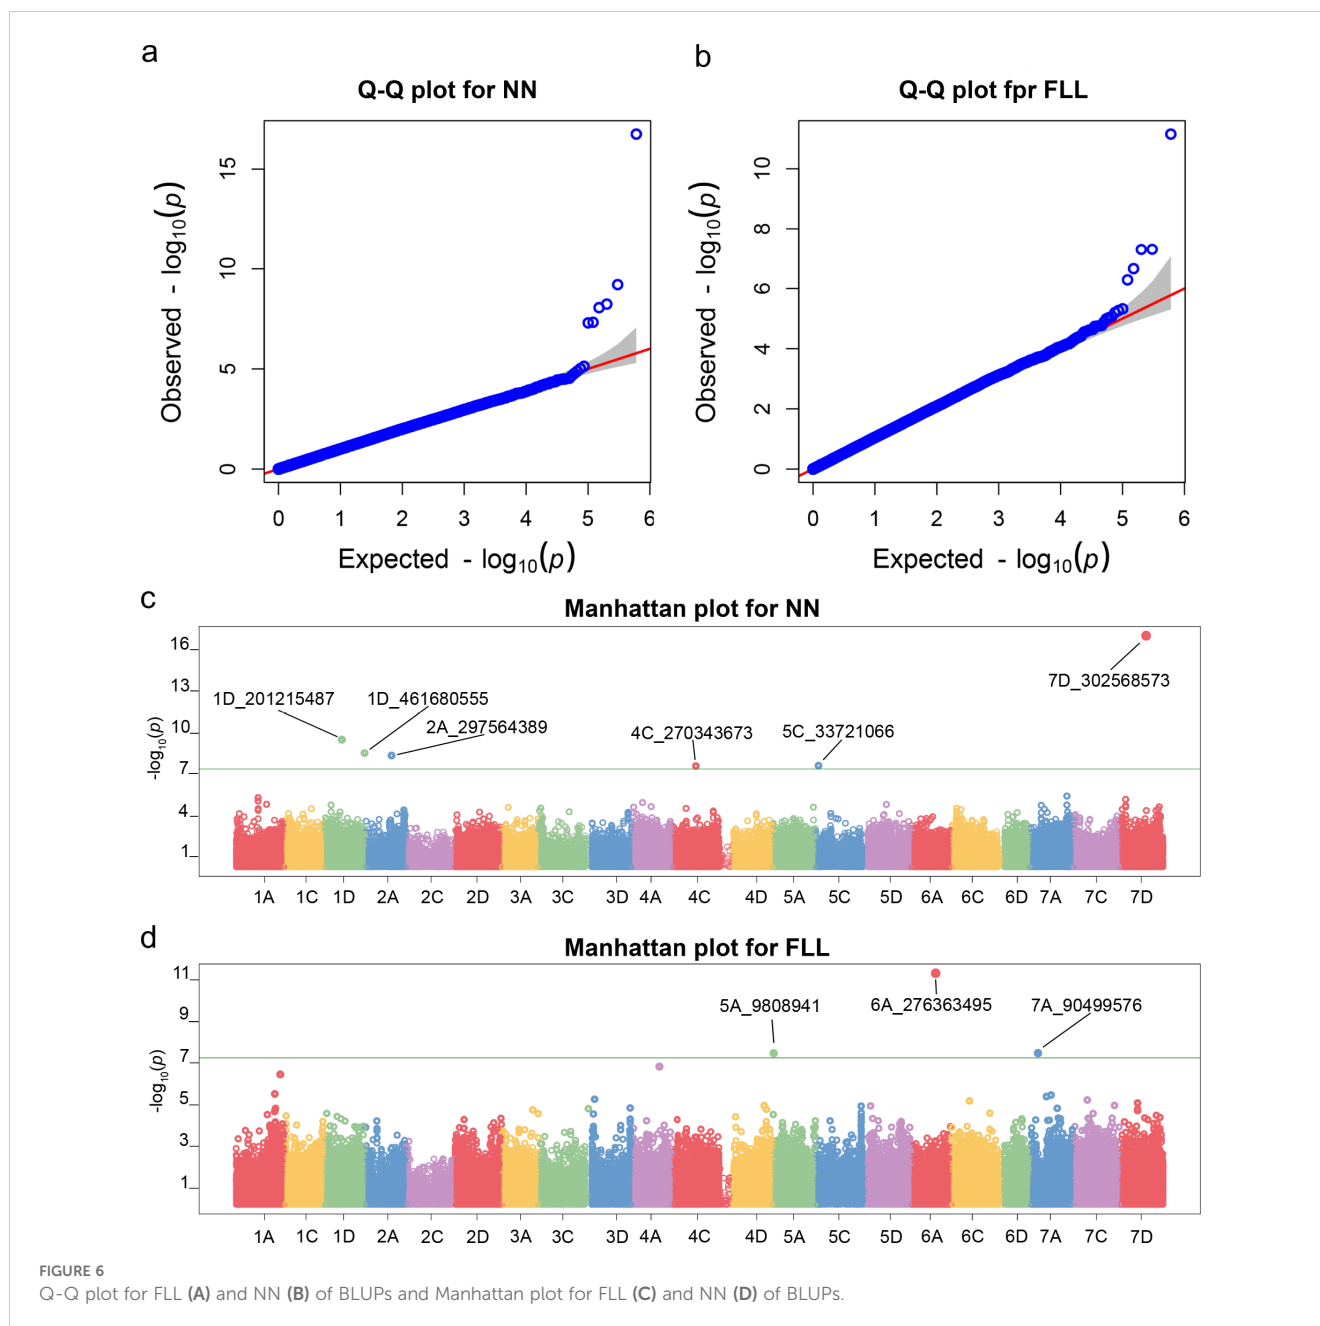 a
Q-Q plot for NN
Observed - log10(p)
15
10
5
0
0 1 2 3 4 5 6
Expected - log10(p)
b
Q-Q plot fpr FLL
Observed - log10(p)
10
8
6
4
2
0
0 1 2 3 4 5 6
Expected - log10(p)
c
Manhattan plot for NN
-log10(p)
16
13
10
7
4
1
1D_201215487
1D_461680555
2A_297564389
4C_270343673
5C_33721066
7D_302568573
1A 1C 1D 2A 2C 2D 3A 3C 3D 4A 4C 4D 5A 5C 5D 6A 6C 6D 7A 7C 7D
d
Manhattan plot for FLL
-log10(p)
11
9
7
5
3
1
5A_9808941
6A_276363495
7A_90499576
1A 1C 1D 2A 2C 2D 3A 3C 3D 4A 4C 4D 5A 5C 5D 6A 6C 6D 7A 7C 7D
FIGURE 6
Q-Q plot for FLL (A) and NN (B) of BLUPs and Manhattan plot for FLL (C) and NN (D) of BLUPs.